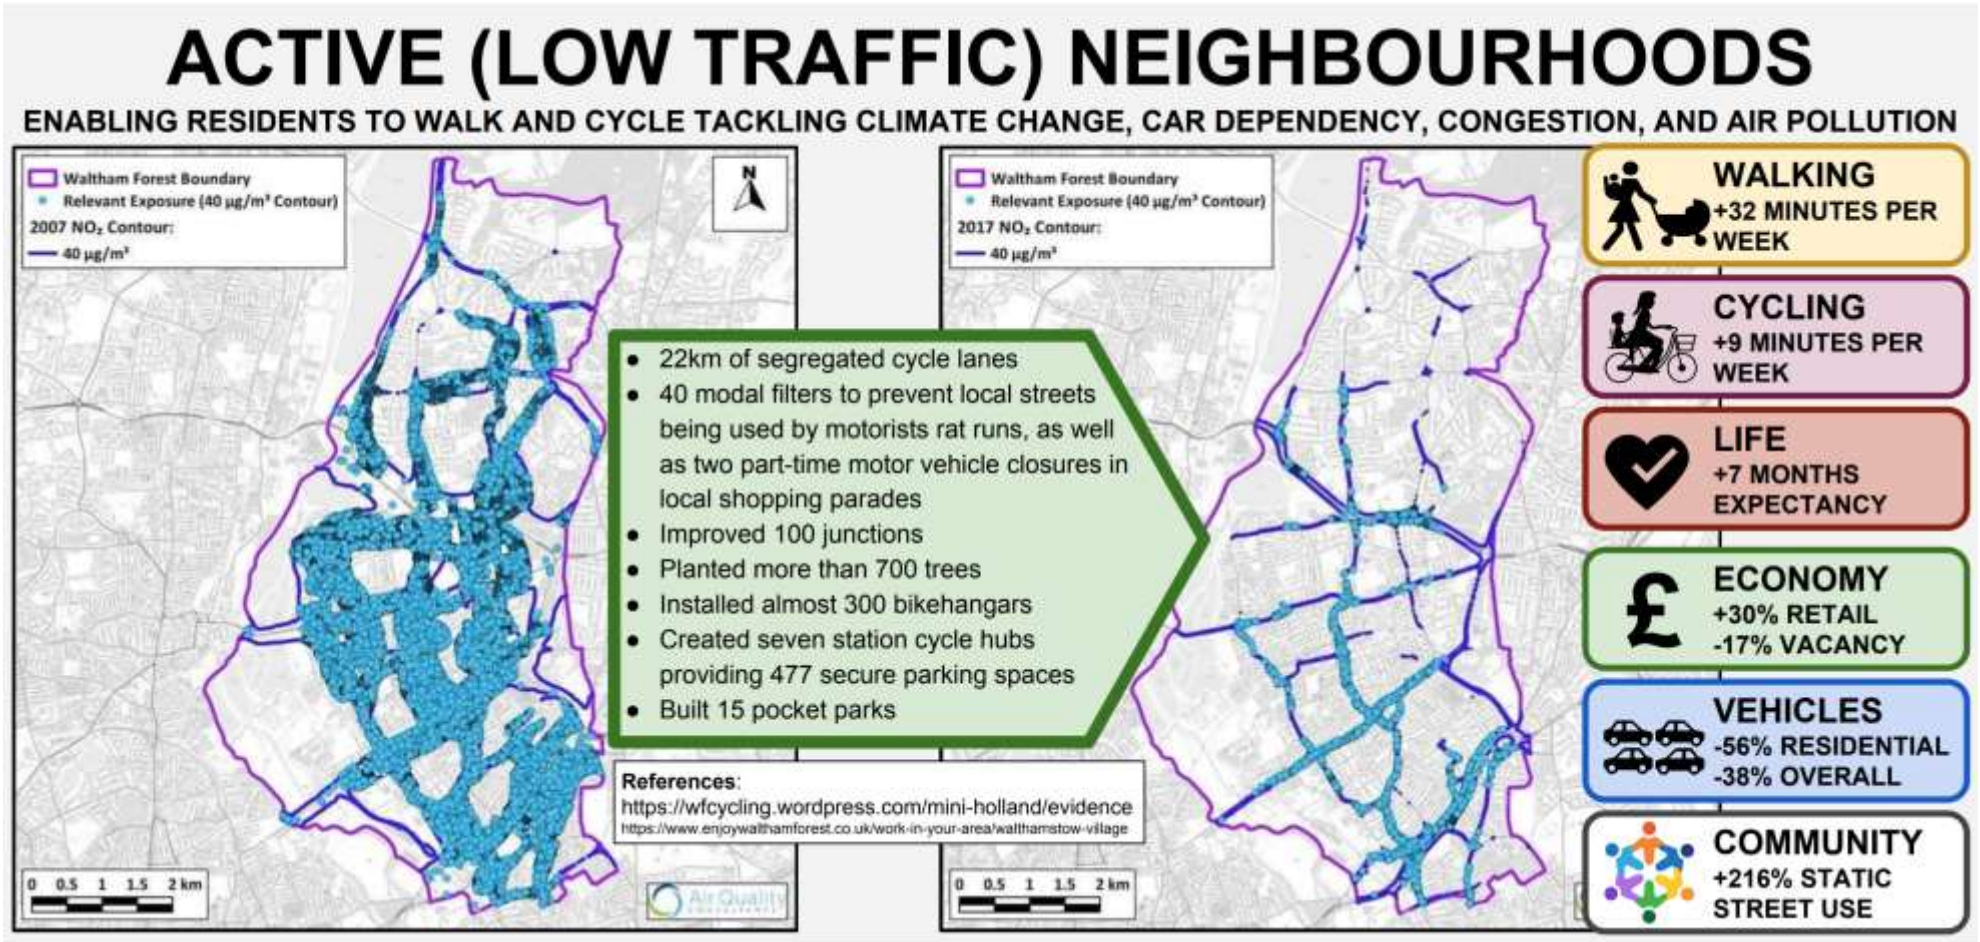 ACTIVE (LOW TRAFFIC) NEIGHBOURHOODS
ENABLING RESIDENTS TO WALK AND CYCLE TACKLING CLIMATE CHANGE, CAR DEPENDENCY, CONGESTION, AND AIR POLLUTION
Waltham Forest Boundary
Relevant Exposure (40 µg/m³ Contour)
2007 NO₂ Contour:
40 µg/m³
N
0 0.5 1 1.5 2 km
Air Quality
• 22km of segregated cycle lanes
• 40 modal filters to prevent local streets
being used by motorists rat runs, as well
as two part-time motor vehicle closures in
local shopping parades
• Improved 100 junctions
• Planted more than 700 trees
• Installed almost 300 bikehangars
• Created seven station cycle hubs
providing 477 secure parking spaces
• Built 15 pocket parks
References:
https://wfcycling.wordpress.com/mini-holland/evidence
https://www.enjoywalthamforest.co.uk/work-in-your-area/walthamstow-village
Waltham Forest Boundary
Relevant Exposure (40 µg/m³ Contour)
2017 NO₂ Contour:
40 µg/m³
0 0.5 1 1.5 2 km
WALKING
+32 MINUTES PER
WEEK
CYCLING
+9 MINUTES PER
WEEK
LIFE
+7 MONTHS
EXPECTANCY
£
ECONOMY
+30% RETAIL
-17% VACANCY
VEHICLES
-56% RESIDENTIAL
-38% OVERALL
COMMUNITY
+216% STATIC
STREET USE